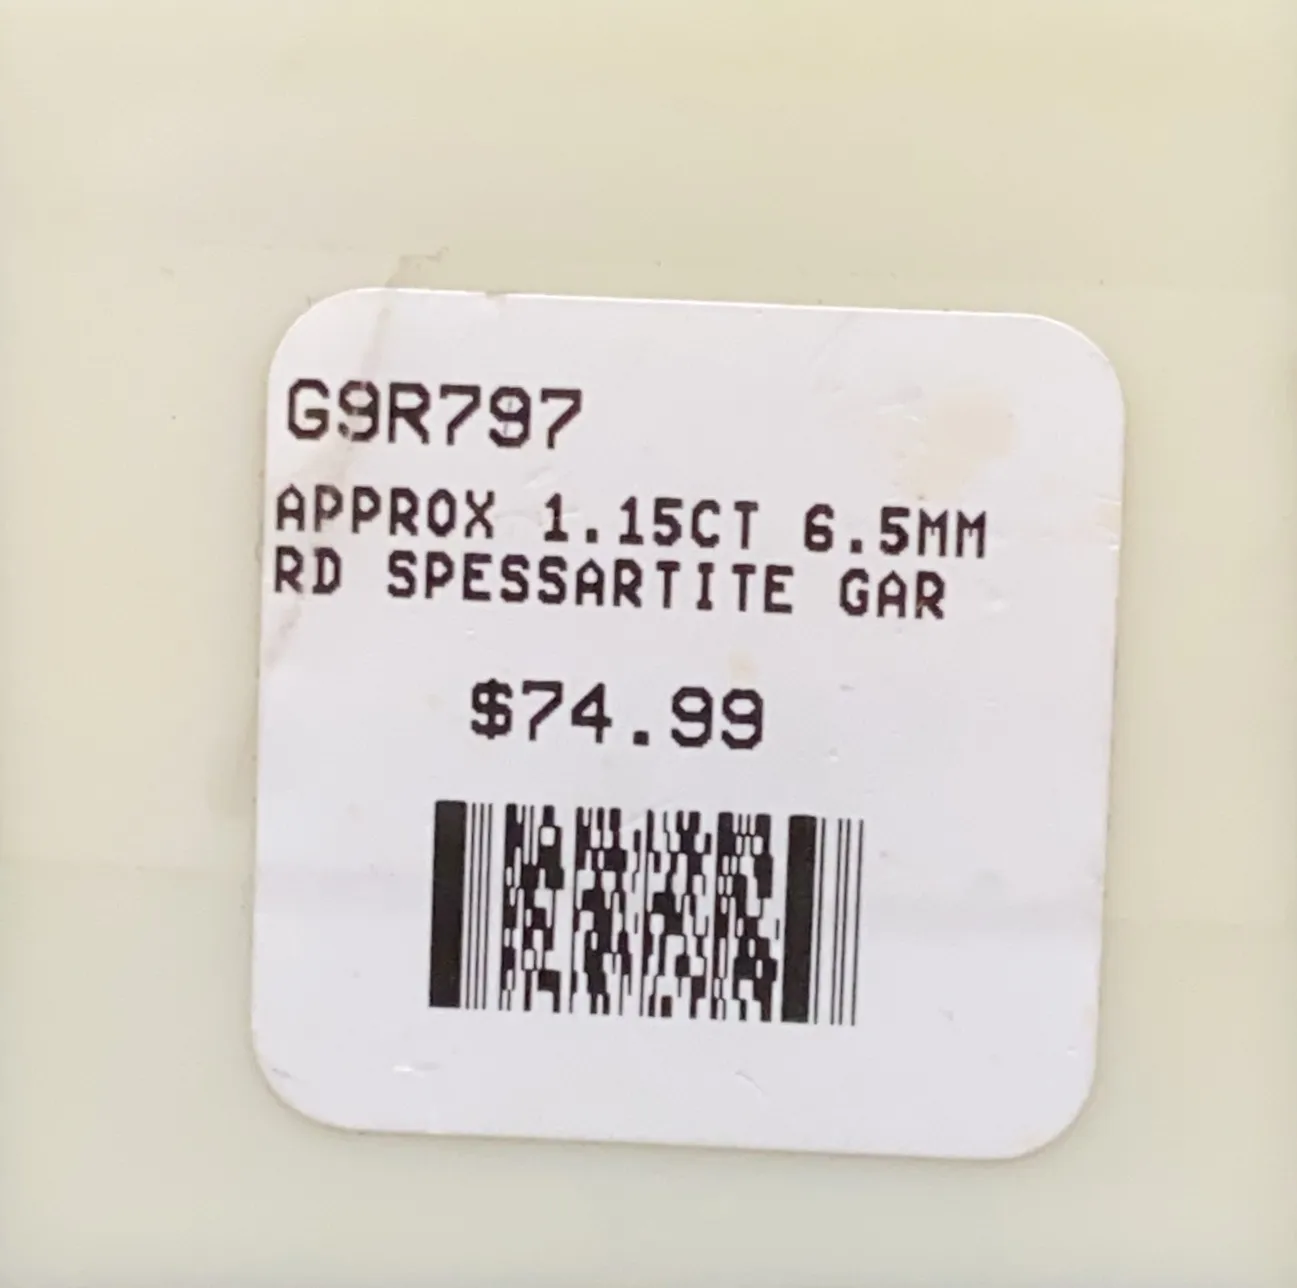 G9R797
APPROX 1.15CT 6.5MM
RD SPESSARTITE GAR
$74.99